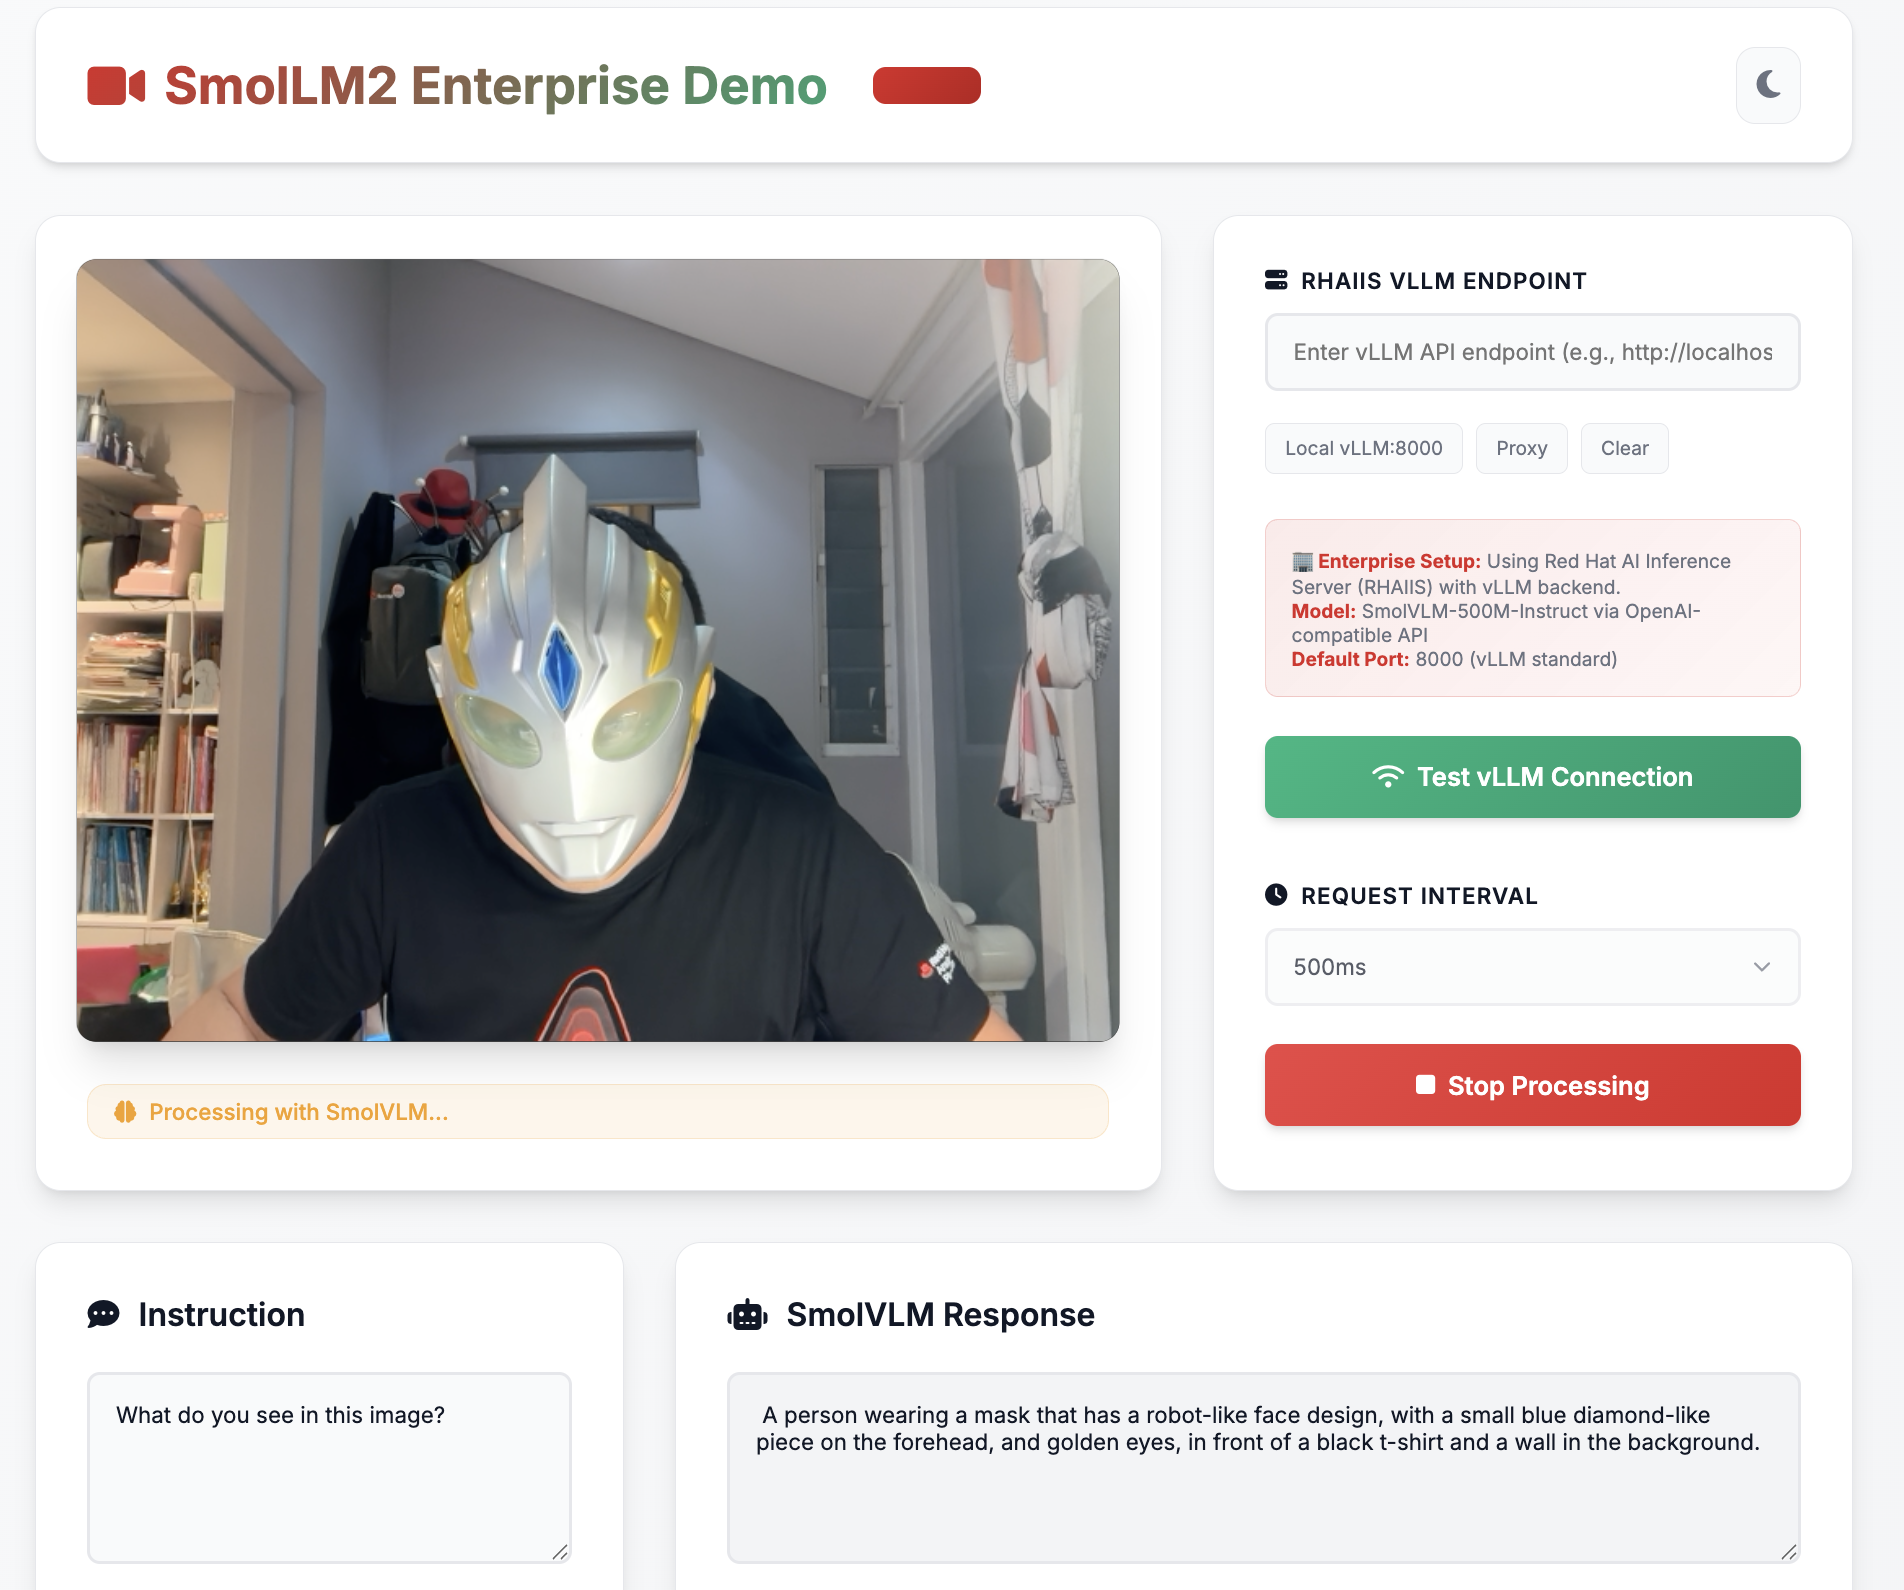 SmolLM2 Enterprise Demo
RHAIIS VLLM ENDPOINT
Enter vLLM API endpoint (e.g., http://localhos
Local vLLM:8000
Proxy
Clear
🏢 Enterprise Setup: Using Red Hat AI Inference
Server (RHAIIS) with vLLM backend.
Model: SmolVLM-500M-Instruct via OpenAI-
compatible API
Default Port: 8000 (vLLM standard)
Test vLLM Connection
REQUEST INTERVAL
500ms
Stop Processing
Processing with SmolVLM...
Instruction
What do you see in this image?
SmolVLM Response
A person wearing a mask that has a robot-like face design, with a small blue diamond-like
piece on the forehead, and golden eyes, in front of a black t-shirt and a wall in the background.